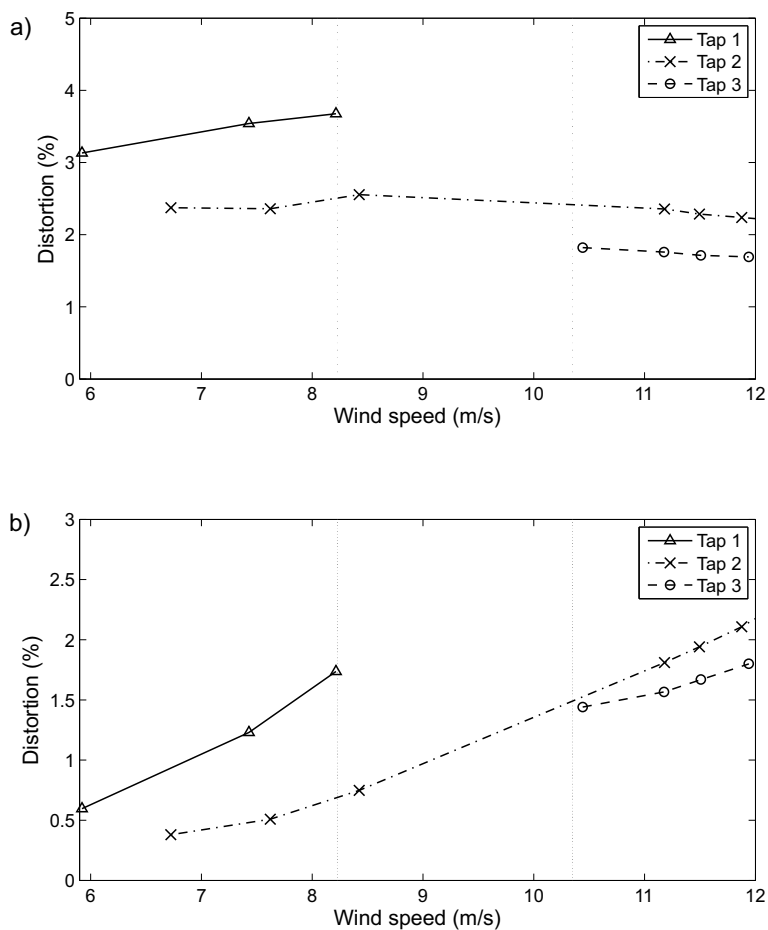 a)
5
4
3
2
1
0
Distortion (%)
Tap 1
Tap 2
Tap 3
6 7 8 9 10 11 12
Wind speed (m/s)
b)
3
2.5
2
1.5
1
0.5
0
Distortion (%)
Tap 1
Tap 2
Tap 3
6 7 8 9 10 11 12
Wind speed (m/s)